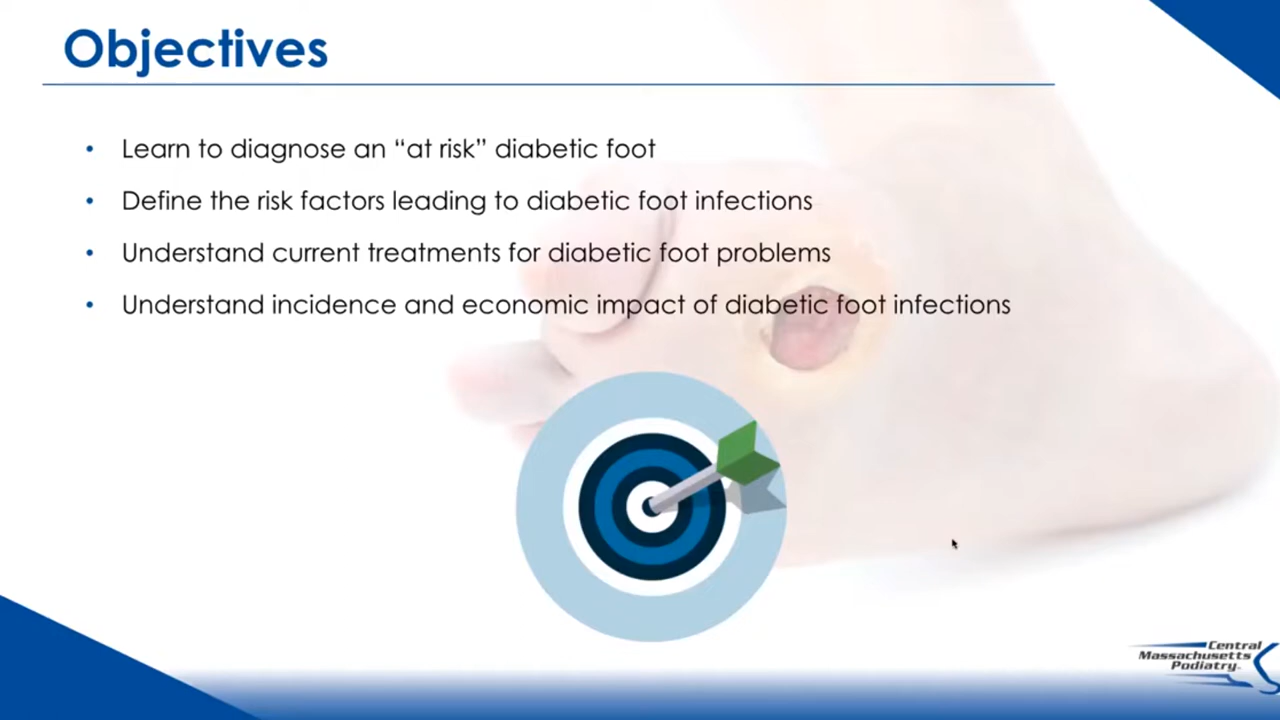 Objectives
• Learn to diagnose an “at risk” diabetic foot
• Define the risk factors leading to diabetic foot infections
• Understand current treatments for diabetic foot problems
• Understand incidence and economic impact of diabetic foot infections
Central
Massachusetts
Podiatry